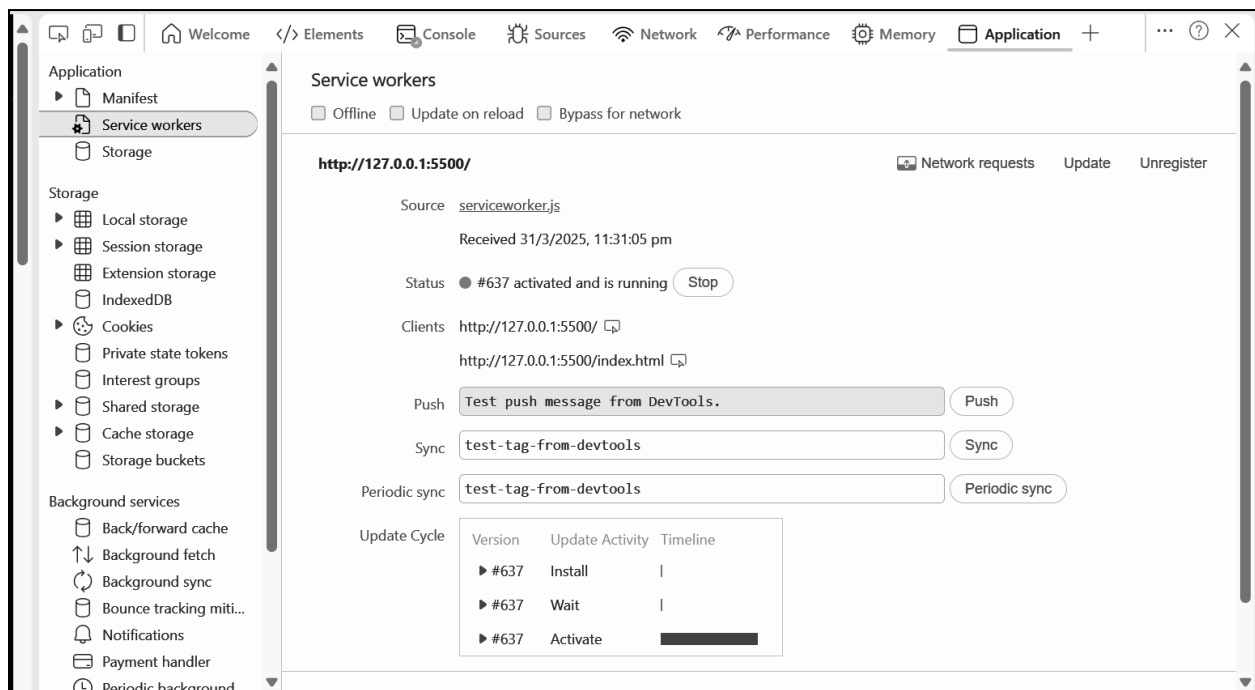 Welcome </> Elements Console Sources Network Performance Memory Application
Application
Manifest
Service workers
Storage
Storage
Local storage
Session storage
Extension storage
IndexedDB
Cookies
Private state tokens
Interest groups
Shared storage
Cache storage
Storage buckets
Background services
Back/forward cache
Background fetch
Background sync
Bounce tracking miti...
Notifications
Payment handler
Periodic background
Service workers
Offline Update on reload Bypass for network
http://127.0.0.1:5500/ Network requests Update Unregister
Source serviceworker.js
Received 31/3/2025, 11:31:05 pm
Status #637 activated and is running Stop
Clients http://127.0.0.1:5500/
http://127.0.0.1:5500/index.html
Push Test push message from DevTools. Push
Sync test-tag-from-devtools Sync
Periodic sync test-tag-from-devtools Periodic sync
Update Cycle Version Update Activity Timeline
#637 Install
#637 Wait
#637 Activate